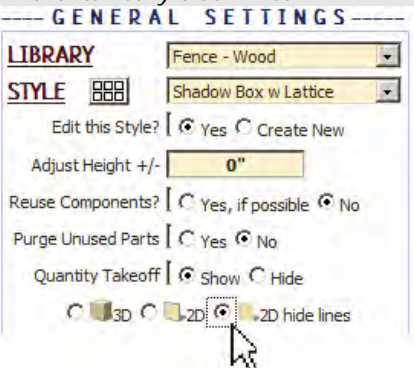 ---- GENERAL SETTINGS-----
LIBRARY Fence - Wood
STYLE Shadow Box w Lattice
Edit this Style? Yes Create New
Adjust Height +/- 0"
Reuse Components? Yes, if possible No
Purge Unused Parts Yes No
Quantity Takeoff Show Hide
3D 2D 2D hide lines